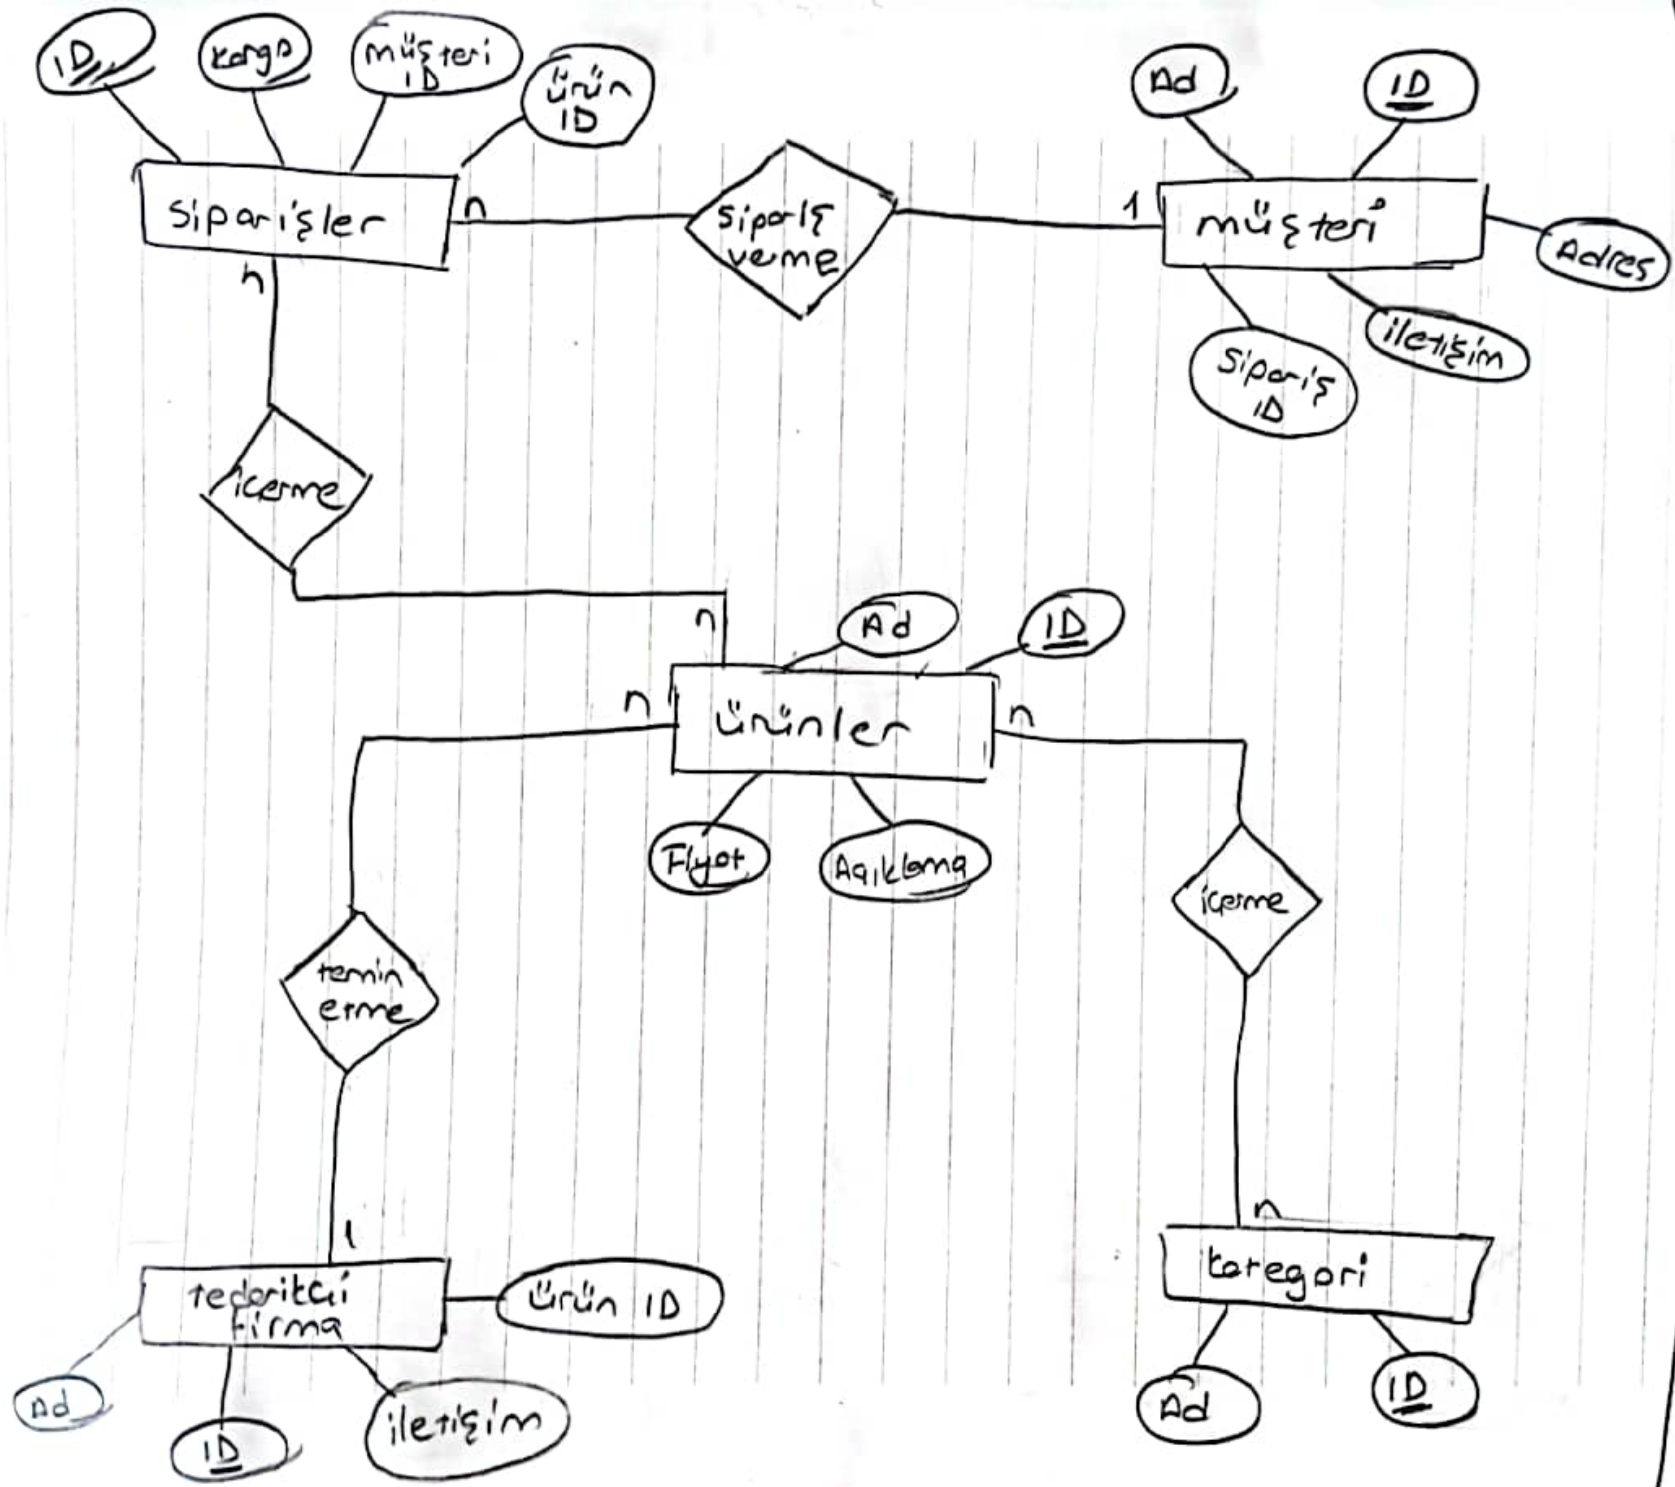 ID
kargo
müşteri
ID
ürün
ID
Ad
ID
siparişler
n
sipariş
verme
1
müşteri
Adres
n
sipariş
ID
iletişim
içerme
n
Ad
ID
n
ürünler
n
Fiyat
Açıklama
içerme
temin
etme
1
n
tedarikçi
firma
ürün ID
kategori
Ad
ID
iletişim
Ad
ID